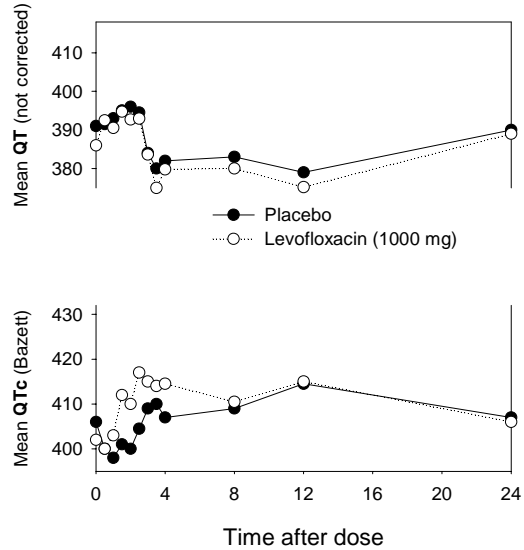 Mean QT (not corrected)
410
400
390
380
Placebo
Levofloxacin (1000 mg)
Mean QTc (Bazett)
430
420
410
400
0 4 8 12 16 20 24
Time after dose